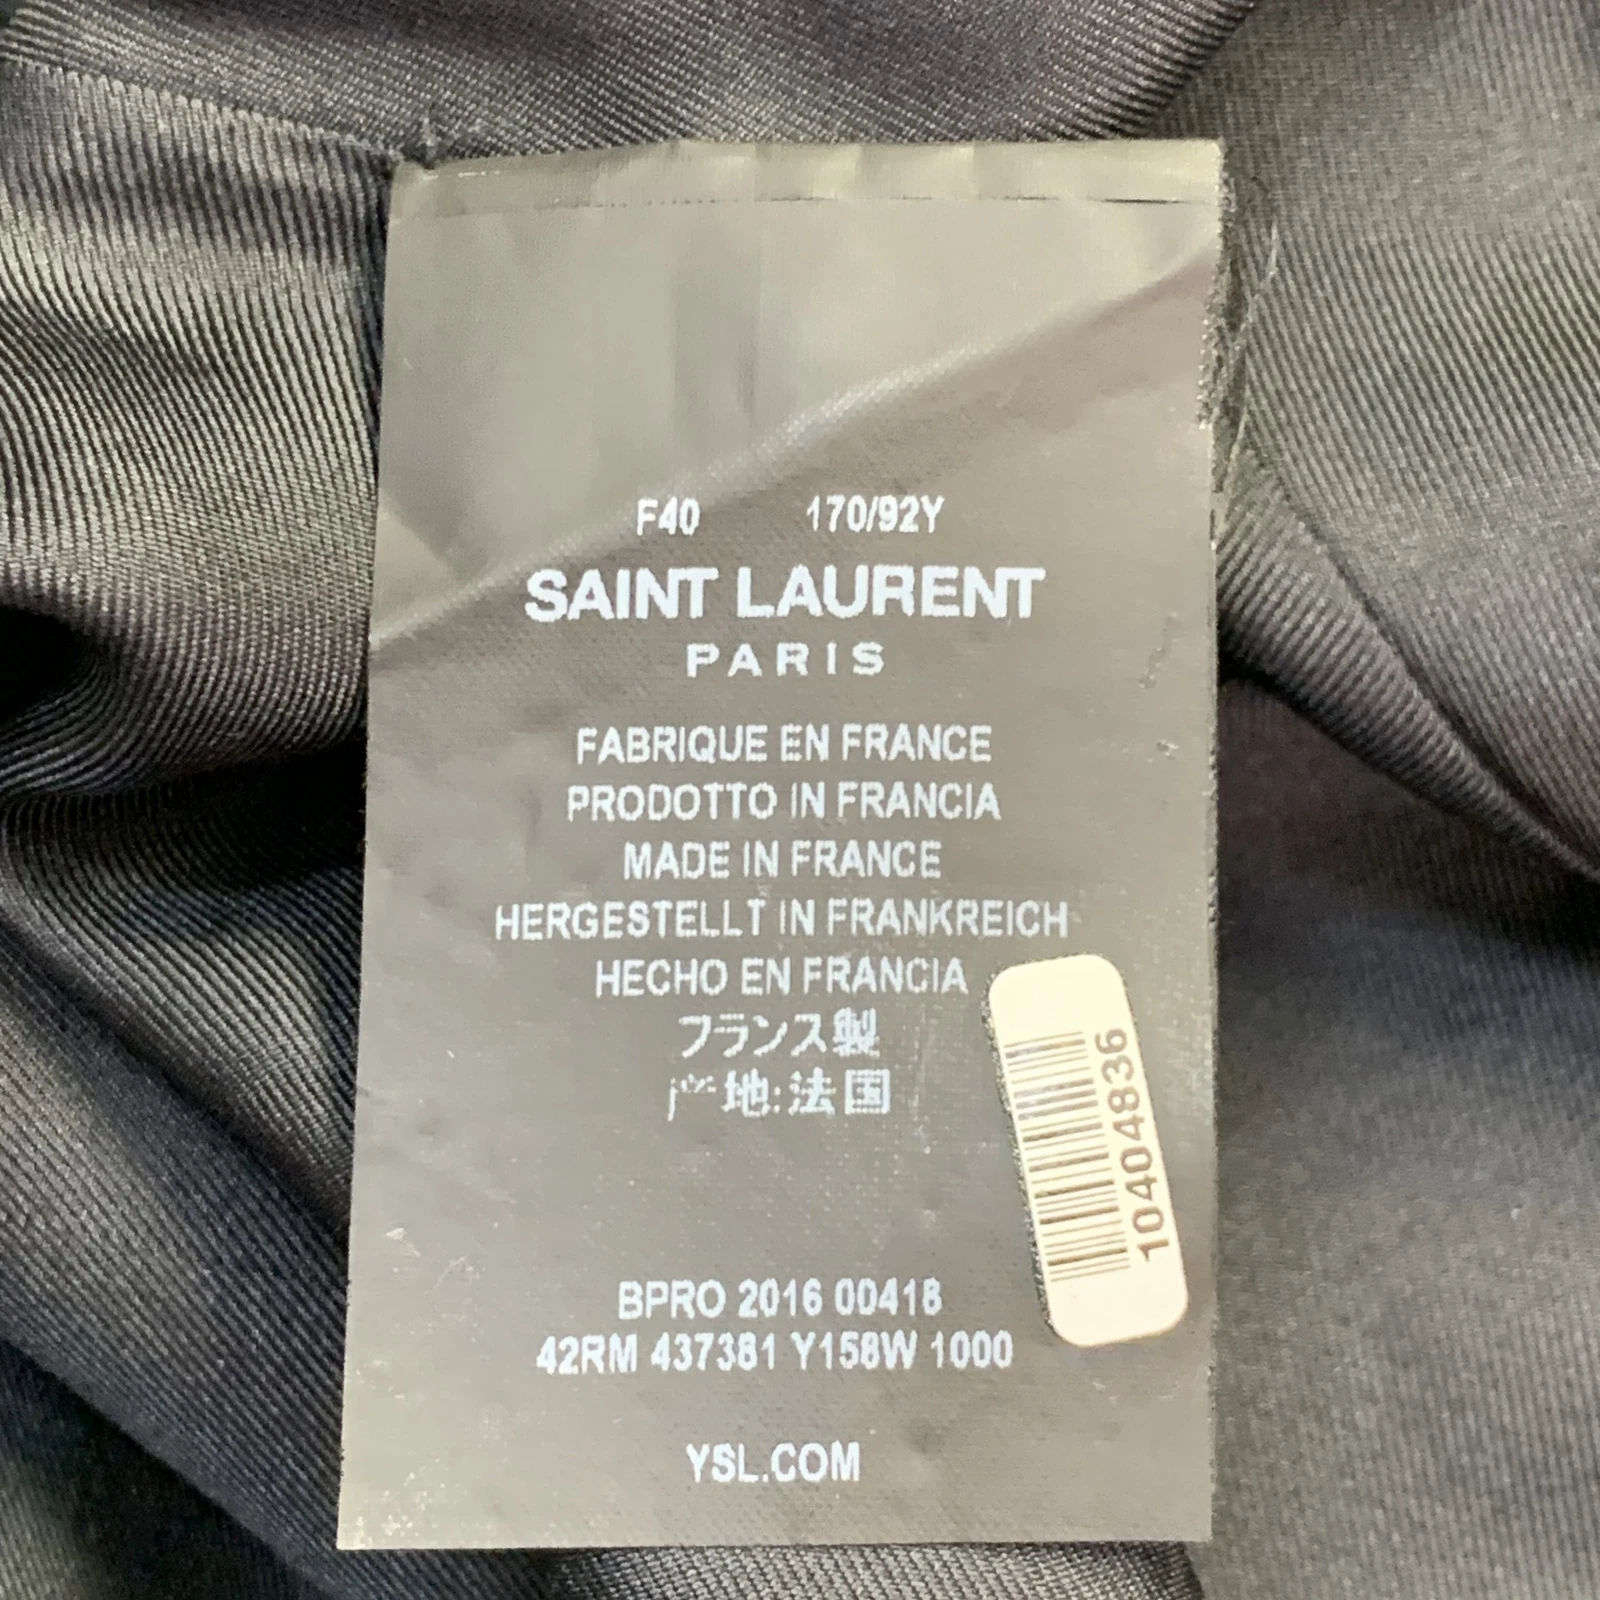 F40 170/92Y
SAINT LAURENT
PARIS
FABRIQUE EN FRANCE
PRODOTTO IN FRANCIA
MADE IN FRANCE
HERGESTELLT IN FRANKREICH
HECHO EN FRANCIA
フランス製
产地:法国
10404836
BPRO 2016 00418
42RM 437381 Y158W 1000
YSL.COM